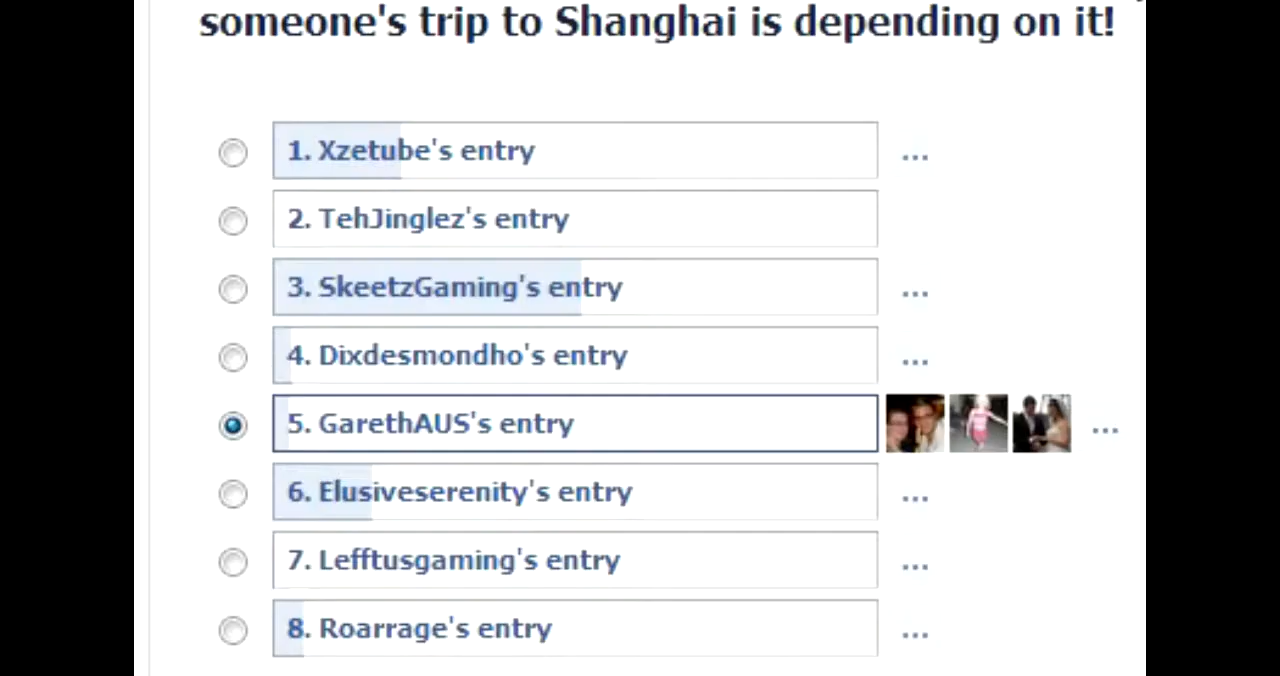 someone's trip to Shanghai is depending on it!
1. Xzetube's entry
...
2. TehJinglez's entry
3. SkeetzGaming's entry
...
4. Dixdesmondho's entry
...
5. GarethAUS's entry
...
6. Elusiveserenity's entry
...
7. Lefftusgaming's entry
...
8. Roarrage's entry
...